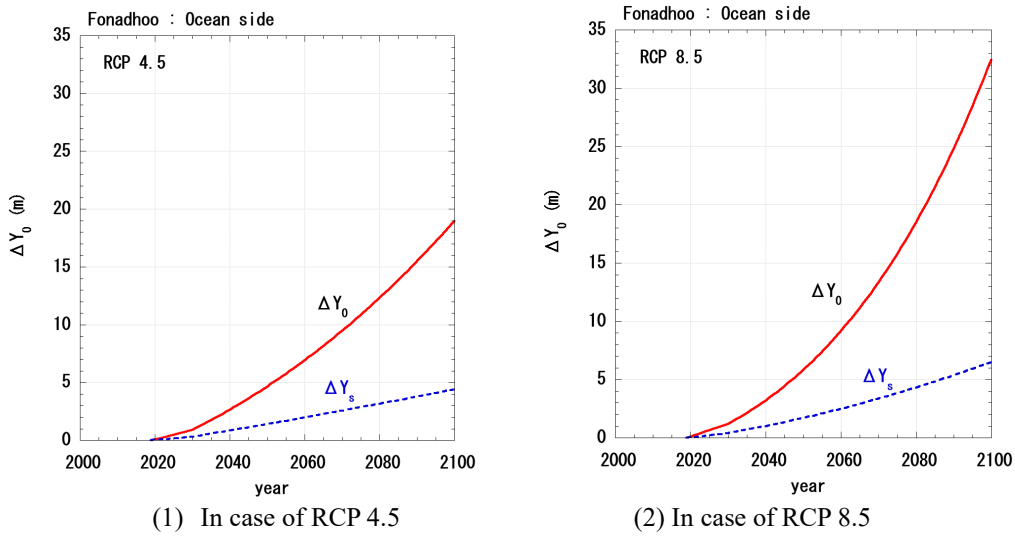 Fonadhoo : Ocean side
RCP 4.5
35
30
25
20
15
10
5
0
ΔY₀ (m)
ΔY₀
ΔYₛ
2000 2020 2040 2060 2080 2100
year
(1) In case of RCP 4.5
Fonadhoo : Ocean side
RCP 8.5
35
30
25
20
15
10
5
0
ΔY₀ (m)
ΔY₀
ΔYₛ
2000 2020 2040 2060 2080 2100
year
(2) In case of RCP 8.5